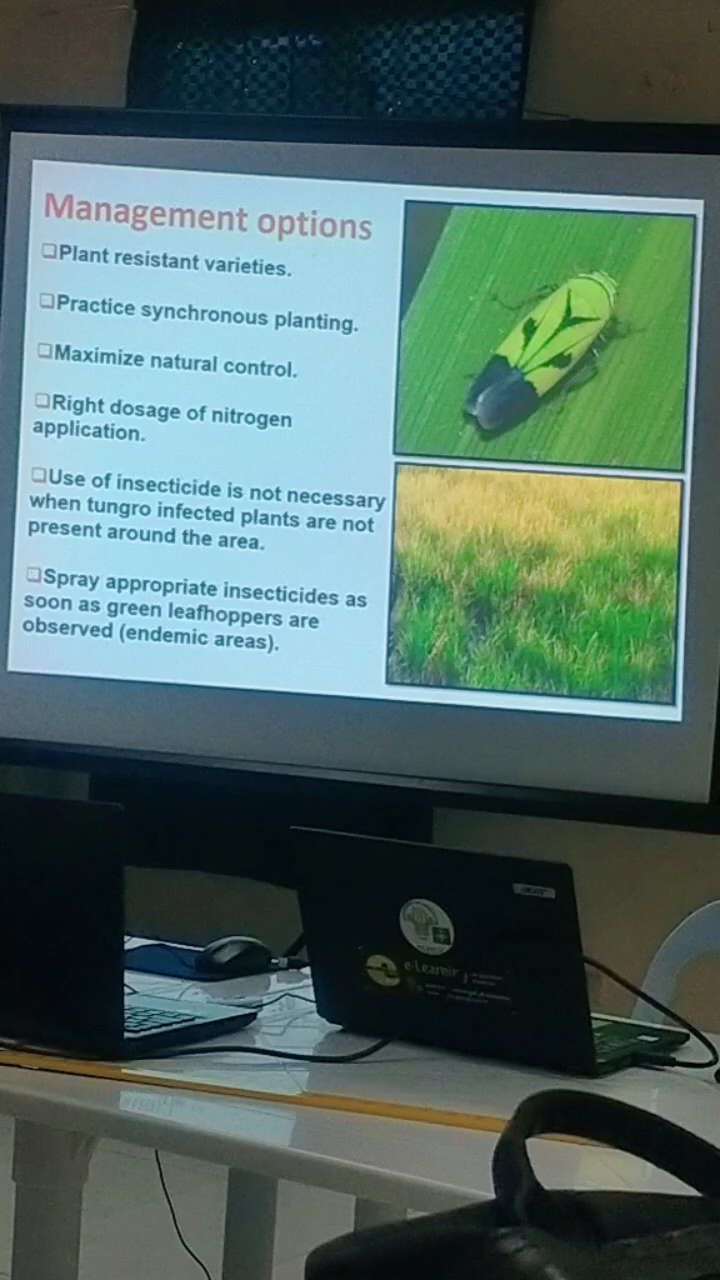 Management options
❑Plant resistant varieties.
❑Practice synchronous planting.
❑Maximize natural control.
❑Right dosage of nitrogen
application.
❑Use of insecticide is not necessary
when tungro infected plants are not
present around the area.
❑Spray appropriate insecticides as
soon as green leafhoppers are
observed (endemic areas).
acer